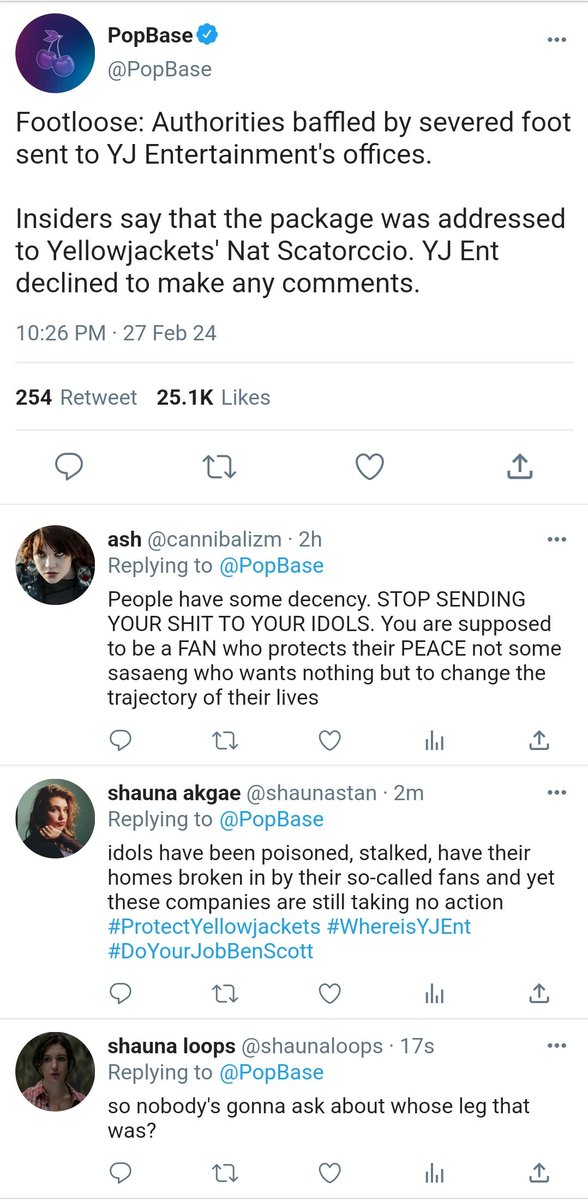 PopBase
@PopBase
Footloose: Authorities baffled by severed foot
sent to YJ Entertainment's offices.
Insiders say that the package was addressed
to Yellowjackets' Nat Scatorccio. YJ Ent
declined to make any comments.
10:26 PM · 27 Feb 24
254 Retweet 25.1K Likes
ash @cannibalizm · 2h
Replying to @PopBase
People have some decency. STOP SENDING
YOUR SHIT TO YOUR IDOLS. You are supposed
to be a FAN who protects their PEACE not some
sasaeng who wants nothing but to change the
trajectory of their lives
shauna akgae @shaunastan · 2m
Replying to @PopBase
idols have been poisoned, stalked, have their
homes broken in by their so-called fans and yet
these companies are still taking no action
#ProtectYellowjackets #WhereisYJEnt
#DoYourJobBenScott
shauna loops @shaunaloops · 17s
Replying to @PopBase
so nobody's gonna ask about whose leg that
was?